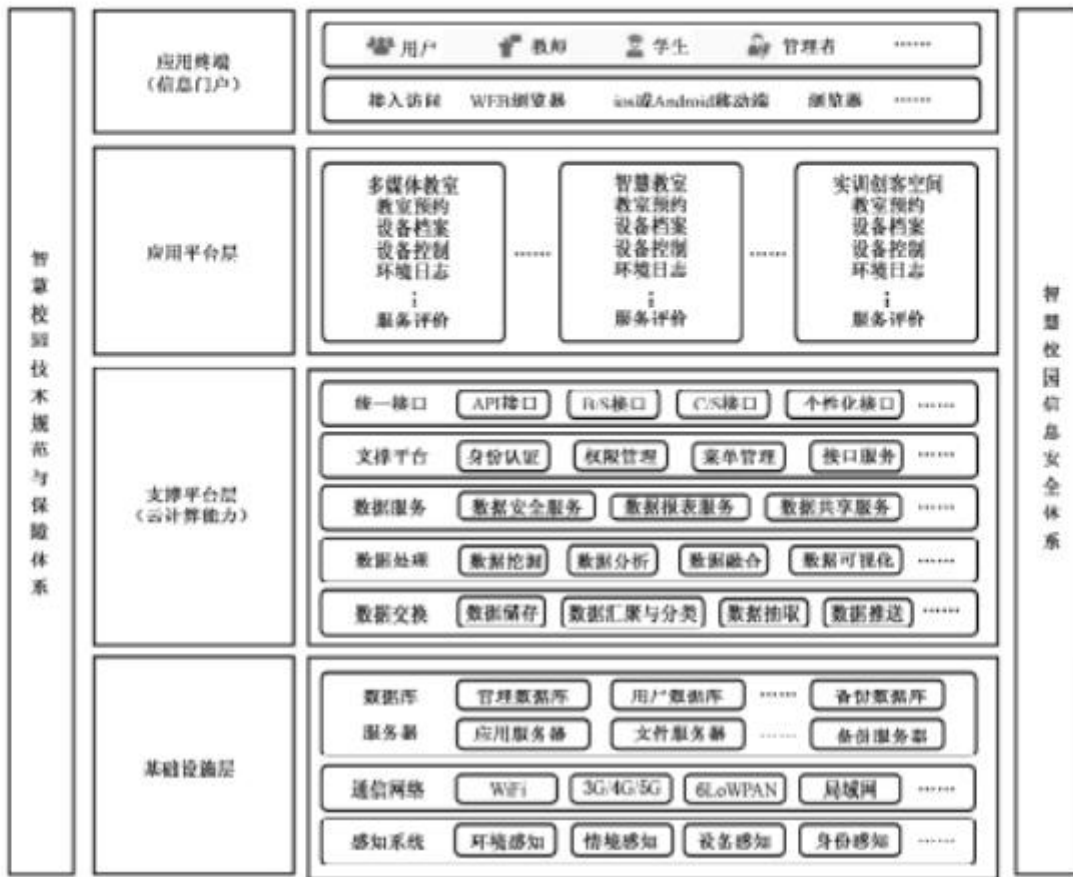 智慧校园技术规范与保障体系
应用终端
（信息门户）
用户 教师 学生 管理者 ……
接入访问 WEB浏览器 ios或Android移动端 浏览器 ……
应用平台层
多媒体教室
教室预约
设备档案
设备控制
环境日志
⋮
服务评价
……
智慧教室
教室预约
设备档案
设备控制
环境日志
⋮
服务评价
……
实训创客空间
教室预约
设备档案
设备控制
环境日志
⋮
服务评价
支撑平台层
（云计算能力）
统一接口 API接口 B/S接口 C/S接口 个性化接口 ……
支撑平台 身份认证 权限管理 菜单管理 接口服务 ……
数据服务 数据安全服务 数据报表服务 数据共享服务 ……
数据处理 数据挖掘 数据分析 数据融合 数据可视化 ……
数据交换 数据储存 数据汇聚与分类 数据抽取 数据推送 ……
基础设施层
数据库 管理数据库 用户数据库 …… 备份数据库
服务器 应用服务器 文件服务器 …… 备份服务器
通信网络 WiFi 3G/4G/5G 6LoWPAN 局域网 ……
感知系统 环境感知 情境感知 设备感知 身份感知 ……
智慧校园信息安全体系